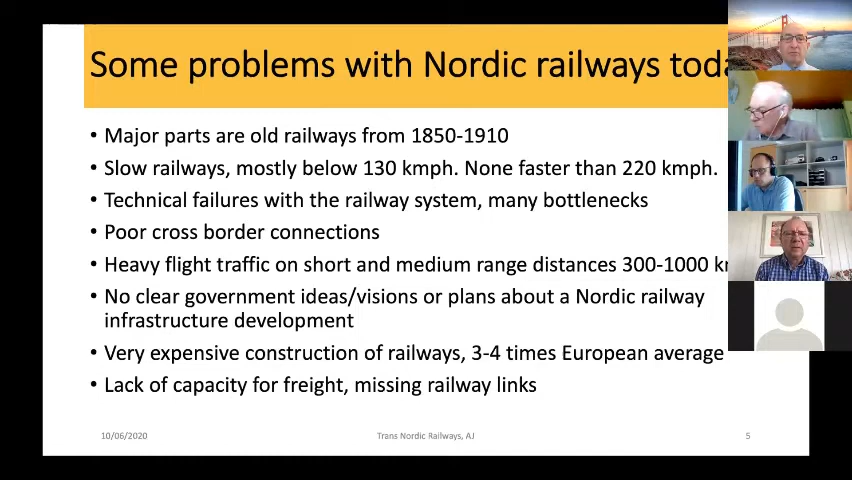 Some problems with Nordic railways
• Major parts are old railways from 1850-1910
• Slow railways, mostly below 130 kmph. None faster than 220 kmph.
• Technical failures with the railway system, many bottlenecks
• Poor cross border connections
• Heavy flight traffic on short and medium range distances 300-1000
• No clear government ideas/visions or plans about a Nordic railway
infrastructure development
• Very expensive construction of railways, 3-4 times European average
• Lack of capacity for freight, missing railway links
10/06/2020
Trans Nordic Railways, AJ
5